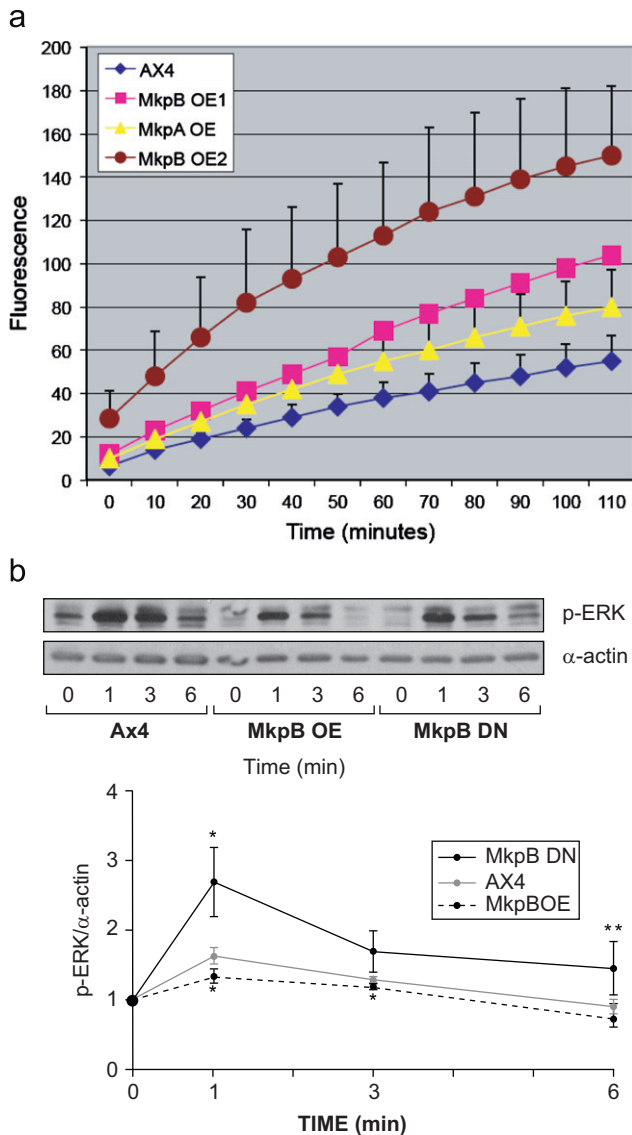 a
200
180
160
140
120
100
80
60
40
20
0
Fluorescence
AX4
MkpB OE1
MkpA OE
MkpB OE2
0 10 20 30 40 50 60 70 80 90 100 110
Time (minutes)
b
p-ERK
α-actin
0 1 3 6 0 1 3 6 0 1 3 6
Ax4 MkpB OE MkpB DN
Time (min)
4
3
2
1
0
p-ERK/α-actin
MkpB DN
AX4
MkpBOE
*
*
*
**
0 1 3 6
TIME (min)